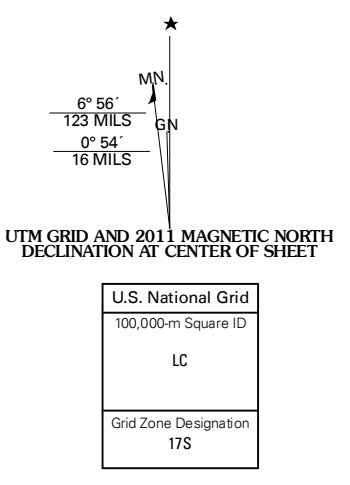 ★
MN.
6° 56´
123 MILS
GN
0° 54´
16 MILS
UTM GRID AND 2011 MAGNETIC NORTH
DECLINATION AT CENTER OF SHEET
U.S. National Grid
100,000-m Square ID
LC
Grid Zone Designation
17S